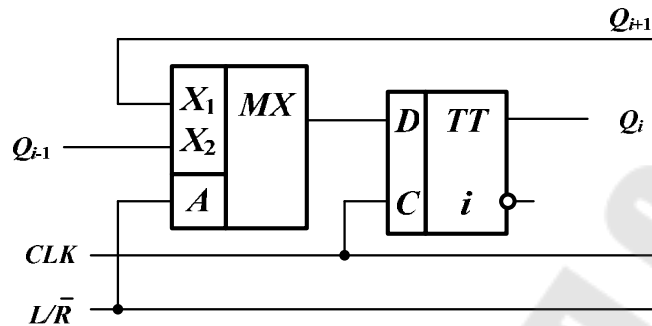 Qi+1
X1 MX
X2
Qi-1
A
D TT
C i
Qi
CLK
L/R̅